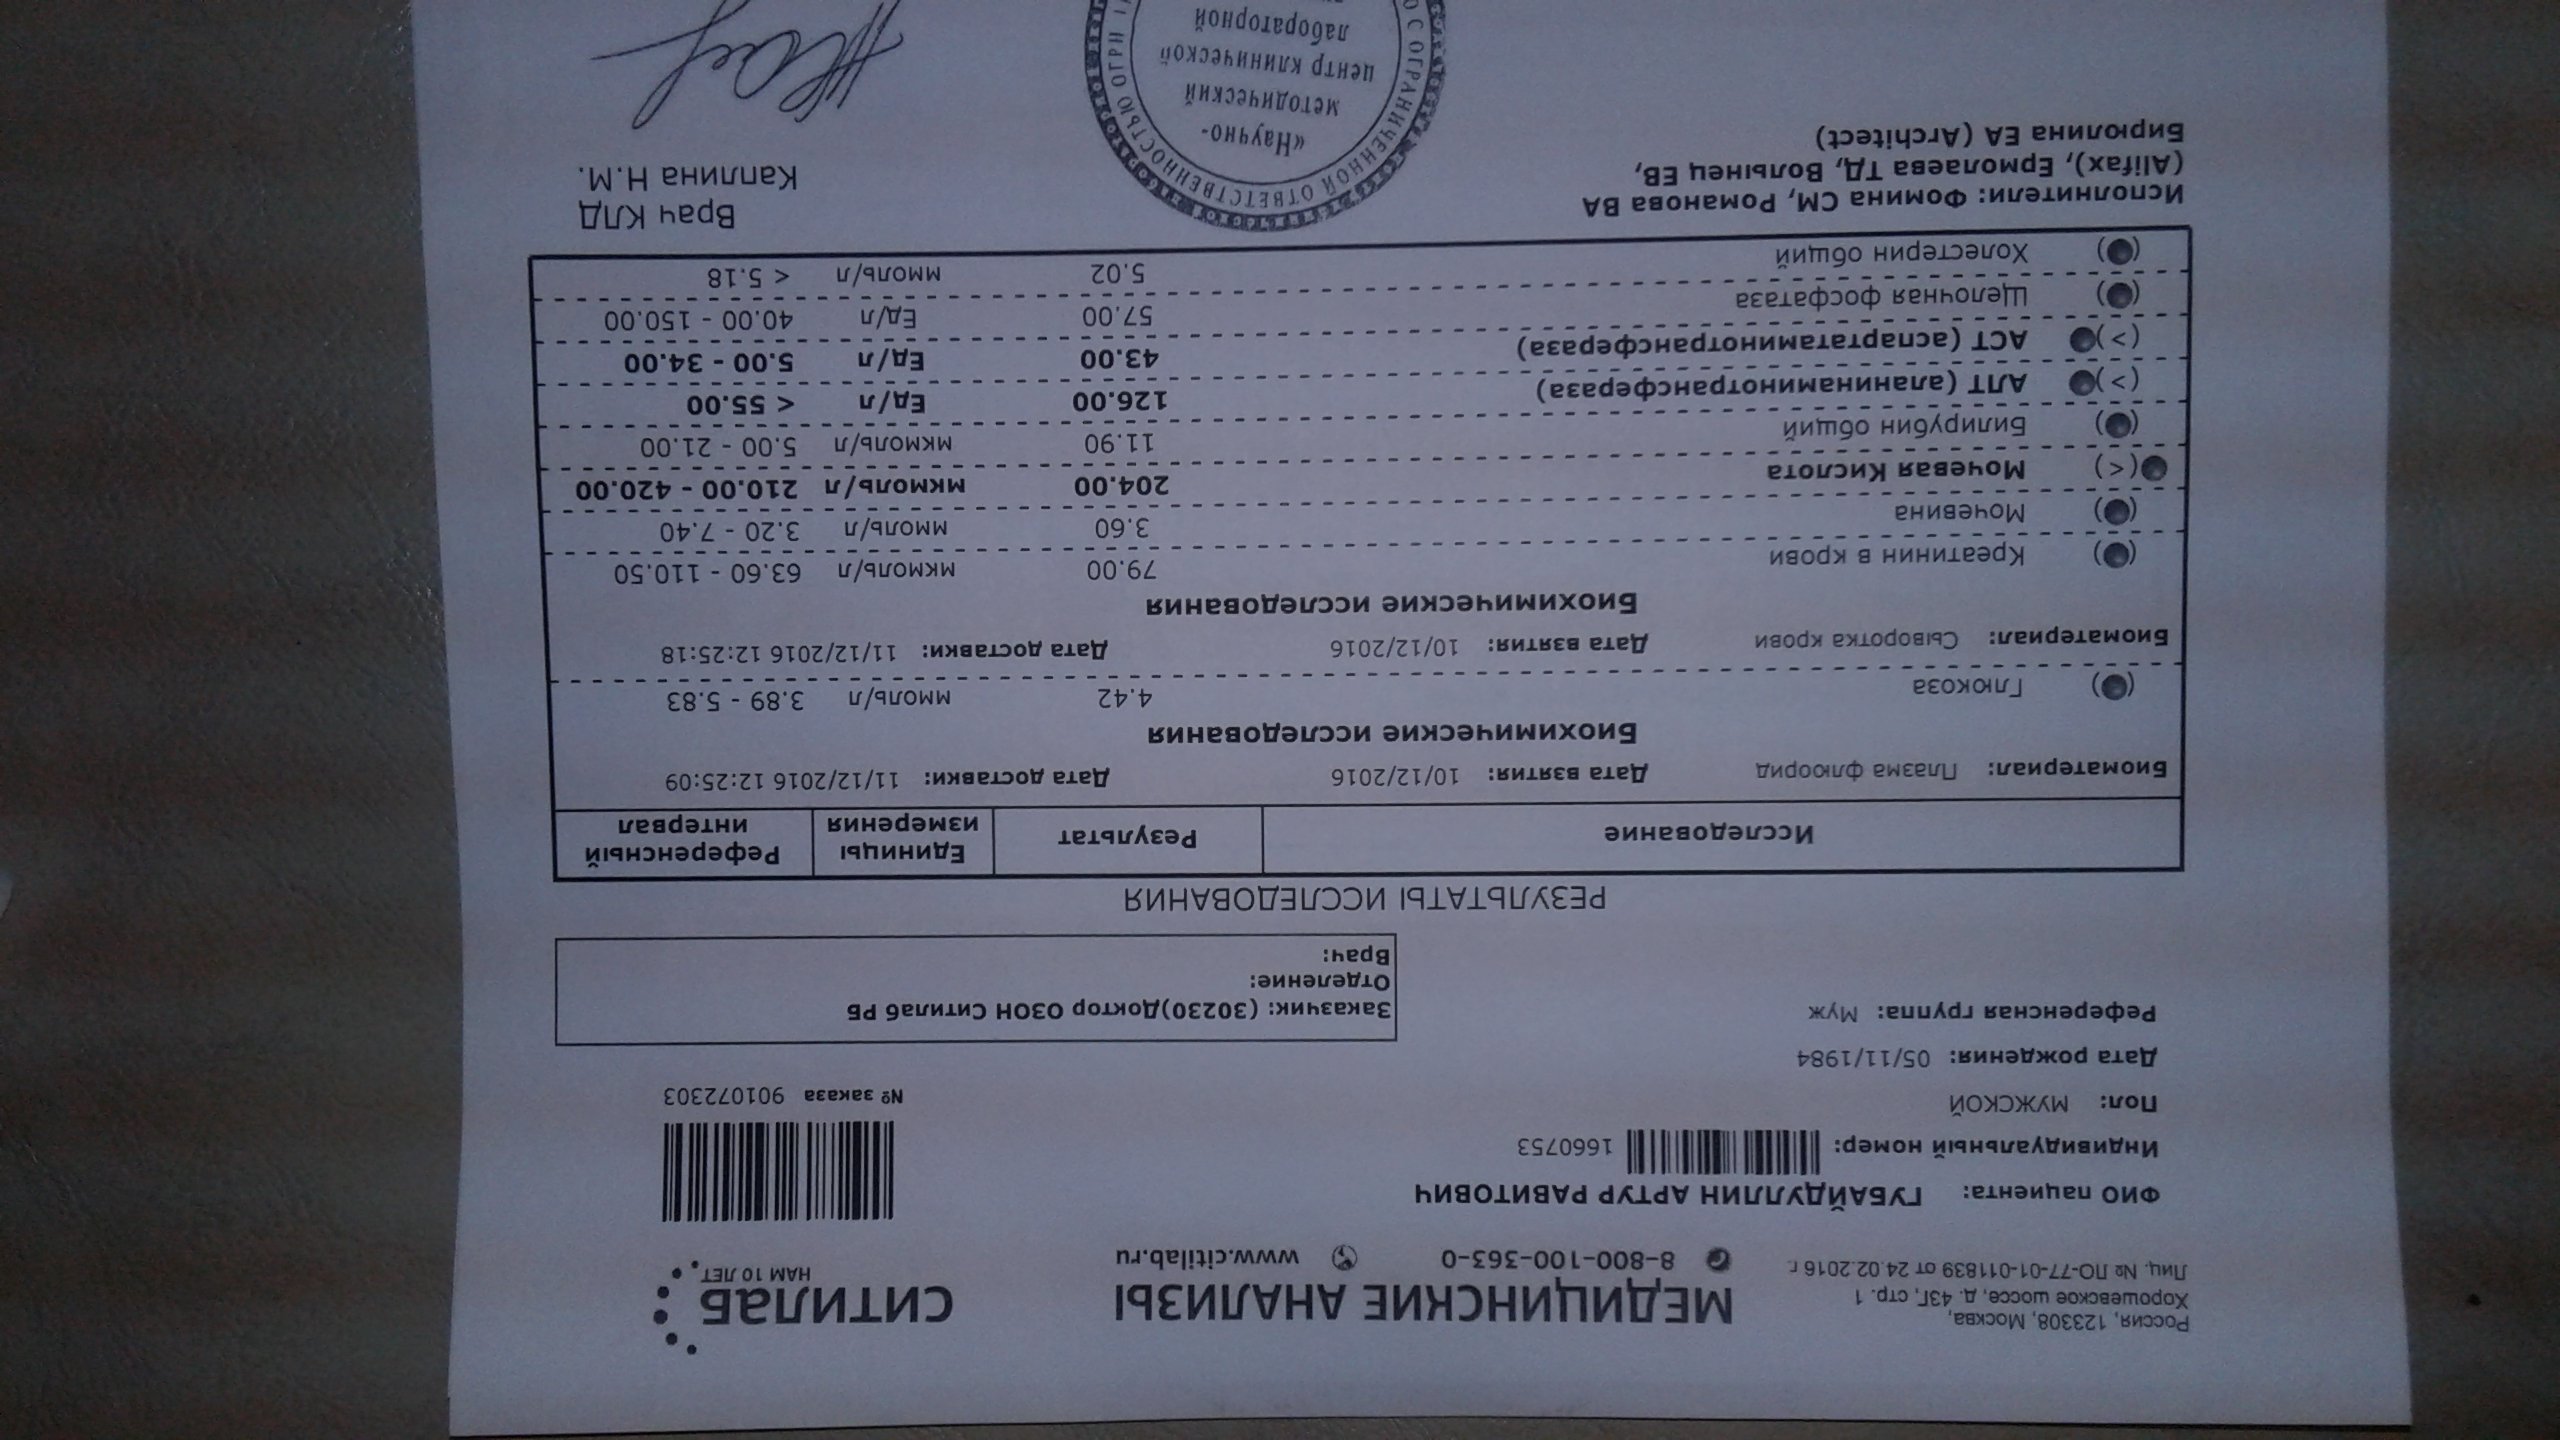 Россия, 123308, Москва,
Хорошевское шоссе, д. 43Г, стр. 1
Лиц. № ЛО-77-01-011839 от 24.02.2016 г
МЕДИЦИНСКИЕ АНАЛИЗЫ
8-800-100-363-0 www.citilab.ru
СИТИЛАБ
НАМ 10 ЛЕТ
ФИО пациента: ГУБАЙДУЛЛИН АРТУР РАВИТОВИЧ
Индивидуальный номер: 1660753
Пол: МУЖСКОЙ
№ заказа 901072303
Дата рождения: 05/11/1984
Референсная группа: Муж
Заказчик: (30230)Доктор ОЗОН Ситилаб РБ
Отделение:
Врач:
РЕЗУЛЬТАТЫ ИССЛЕДОВАНИЯ
Исследование Результат Единицы измерения Референсный интервал
Биоматериал: Плазма флюорид Дата взятия: 10/12/2016 Дата доставки: 11/12/2016 12:25:09
Биохимические исследования
( ) Глюкоза 4.42 ммоль/л 3.89 - 5.83
Биоматериал: Сыворотка крови Дата взятия: 10/12/2016 Дата доставки: 11/12/2016 12:25:18
Биохимические исследования
( ) Креатинин в крови 79.00 мкмоль/л 63.60 - 110.50
( ) Мочевина 3.60 ммоль/л 3.20 - 7.40
(<) Мочевая Кислота 204.00 мкмоль/л 210.00 - 420.00
( ) Билирубин общий 11.90 мкмоль/л 5.00 - 21.00
(>) АЛТ (аланинаминотрансфераза) 126.00 Ед/л < 55.00
(>) АСТ (аспартатаминотрансфераза) 43.00 Ед/л 5.00 - 34.00
( ) Щелочная фосфатаза 57.00 Ед/л 40.00 - 150.00
( ) Холестерин общий 5.02 ммоль/л < 5.18
Исполнители: Фомина СМ, Романова ВА
(Alifax), Ермолаева ТД, Волынец ЕВ,
Бирюлина ЕА (Architect)
Врач КЛД
Каплина Н.М.
С ОГРАНИЧЕННОЙ ОТВЕТСТВЕННОСТЬЮ ОГРН
«Научно-
методический
центр клинической
лабораторной